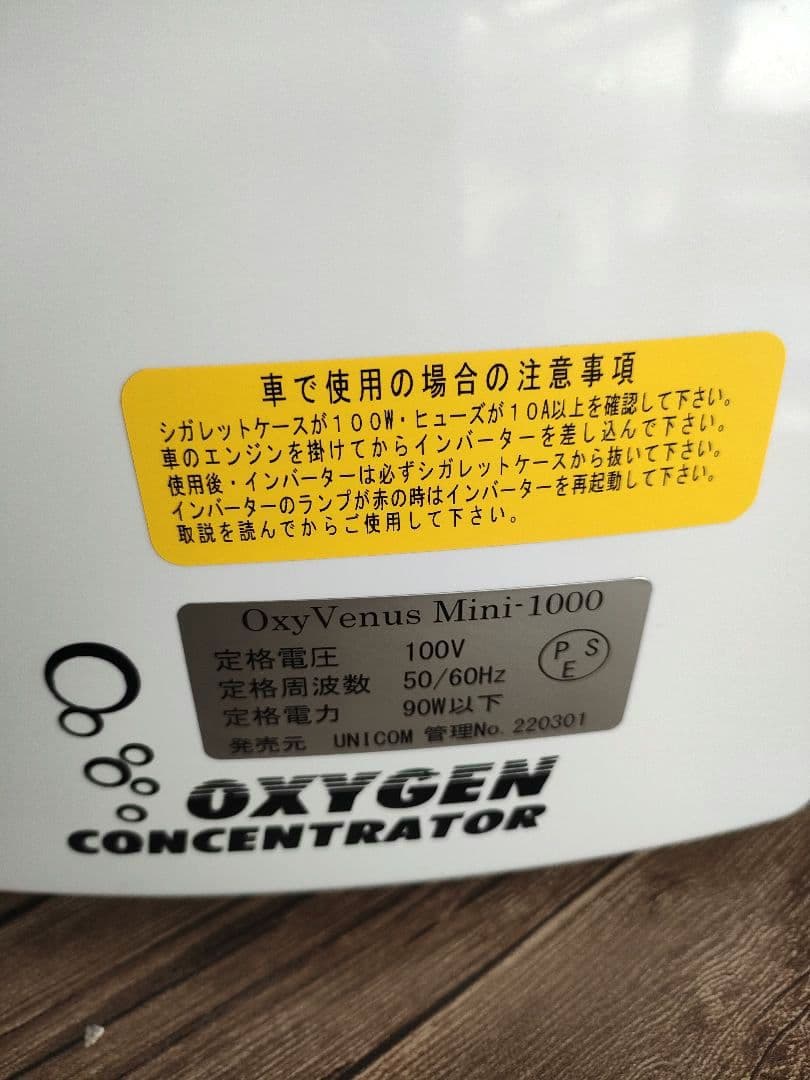 車で使用の場合の注意事項
シガレットケースが100W・ヒューズが10A以上を確認して下さい。
車のエンジンを掛けてからインバーターを差し込んで下さい。
使用後・インバーターは必ずシガレットケースから抜いて下さい。
インバーターのランプが赤の時はインバーターを再起動して下さい。
取説を読んでからご使用して下さい。
OxyVenus Mini-1000
定格電圧 100V
定格周波数 50/60Hz
定格電力 90W以下
発売元 UNICOM 管理No. 220301
P S E
OXYGEN
CONCENTRATOR